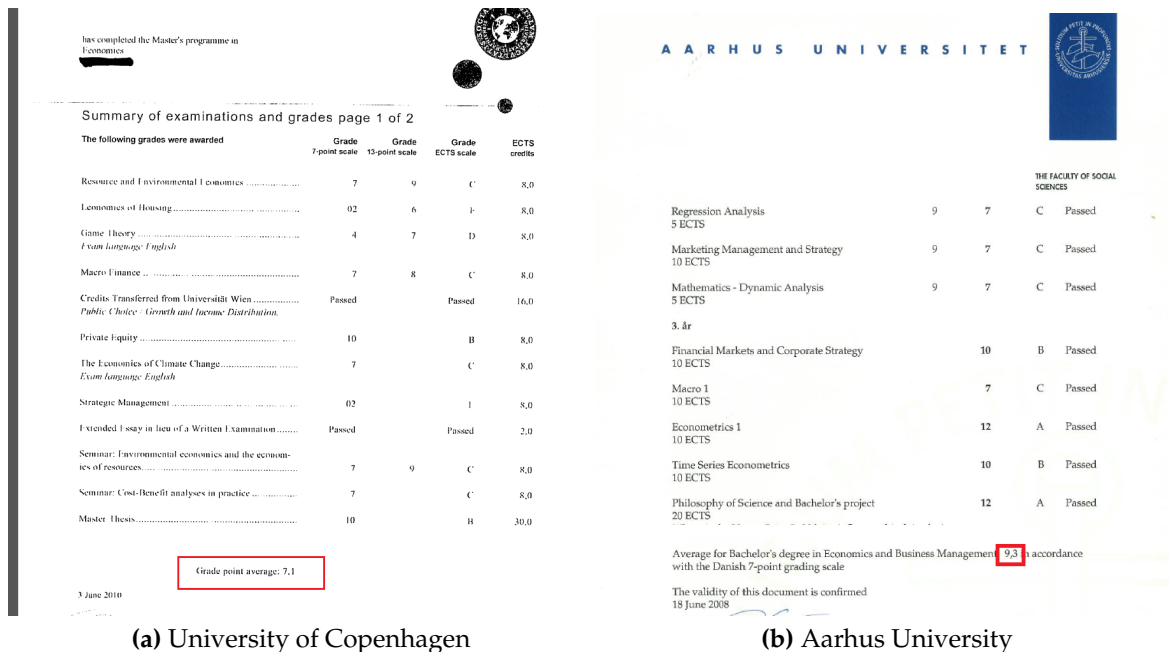 has completed the Master's programme in
Economics
Summary of examinations and grades page 1 of 2
The following grades were awarded Grade Grade Grade ECTS
7-point scale 13-point scale ECTS scale credits
Resource and Environmental Economics .................... 7 9 C 8,0
Economics of Housing............................................... 02 6 E 8,0
Game Theory ........................................................... 4 7 D 8,0
Exam language English
Macro Finance .. ...................................................... 7 8 C 8,0
Credits Transferred from Universität Wien ................. Passed Passed 16,0
Public Choice / Growth and Income Distribution.
Private Equity ........................................................... 10 B 8,0
The Economics of Climate Change............................ 7 C 8,0
Exam language English
Strategic Management ............................................... 02 8,0
Extended Essay in lieu of a Written Examination........ Passed Passed 2,0
Seminar: Environmental economics and the econom-
ics of resources.......................................................... 7 9 C 8,0
Seminar: Cost-Benefit analyses in practice ................ 7 C 8,0
Master Thesis............................................................ 10 B 30,0
Grade point average: 7,1
3 June 2010
(a) University of Copenhagen
AARHUS UNIVERSITET
THE FACULTY OF SOCIAL
SCIENCES
Regression Analysis 9 7 C Passed
5 ECTS
Marketing Management and Strategy 9 7 C Passed
10 ECTS
Mathematics - Dynamic Analysis 9 7 C Passed
5 ECTS
3. år
Financial Markets and Corporate Strategy 10 B Passed
10 ECTS
Macro 1 7 C Passed
10 ECTS
Econometrics 1 12 A Passed
10 ECTS
Time Series Econometrics 10 B Passed
10 ECTS
Philosophy of Science and Bachelor's project 12 A Passed
20 ECTS
Average for Bachelor's degree in Economics and Business Management 9,3 in accordance
with the Danish 7-point grading scale
The validity of this document is confirmed
18 June 2008
(b) Aarhus University